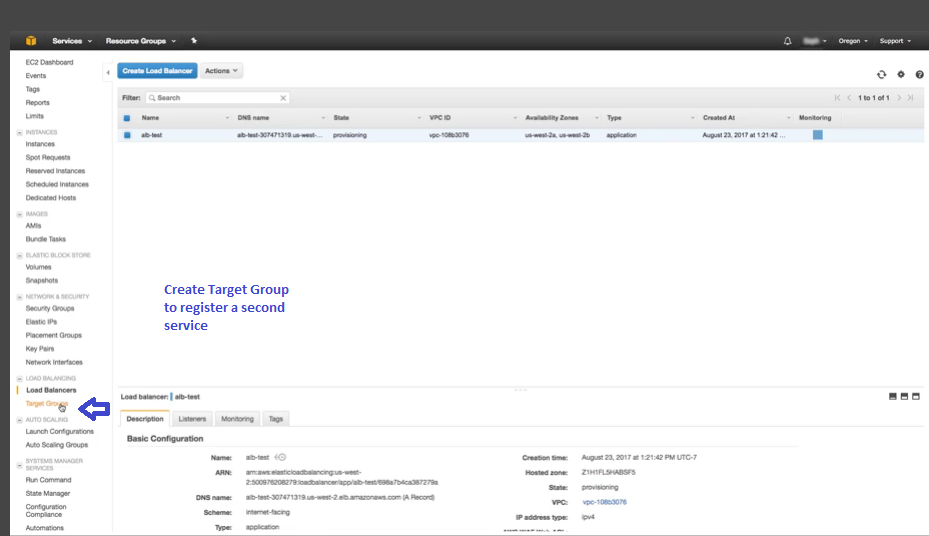 Services Resource Groups Oregon Support
EC2 Dashboard
Events
Tags
Reports
Limits
INSTANCES
Instances
Spot Requests
Reserved Instances
Scheduled Instances
Dedicated Hosts
IMAGES
AMIs
Bundle Tasks
ELASTIC BLOCK STORE
Volumes
Snapshots
NETWORK & SECURITY
Security Groups
Elastic IPs
Placement Groups
Key Pairs
Network Interfaces
LOAD BALANCING
Load Balancers
Target Groups
AUTO SCALING
Launch Configurations
Auto Scaling Groups
SYSTEMS MANAGER
SERVICES
Run Command
State Manager
Configuration
Compliance
Automations
Create Load Balancer Actions
Filter: Search 1 to 1 of 1
Name DNS name State VPC ID Availability Zones Type Created At Monitoring
alb-test alb-307471319.us-west-... provisioning vpc-108b3076 us-west-2a, us-west-2b application August 23, 2017 at 1:21:42 ...
Create Target Group
to register a second
service
Load balancer: alb-test
Description Listeners Monitoring Tags
Basic Configuration
Name: alb-test
ARN: arn:aws:elasticloadbalancing:us-west-
2:500976208279:loadbalancer/app/alb-test/698a7b4ca387279a
DNS name: alb-test-307471319.us-west-2.elb.amazonaws.com (A Record)
Scheme: internet-facing
Type: application
Creation time: August 23, 2017 at 1:21:42 PM UTC-7
Hosted zone: Z1H1FL5HABSF5
State: provisioning
VPC: vpc-108b3076
IP address type: ipv4